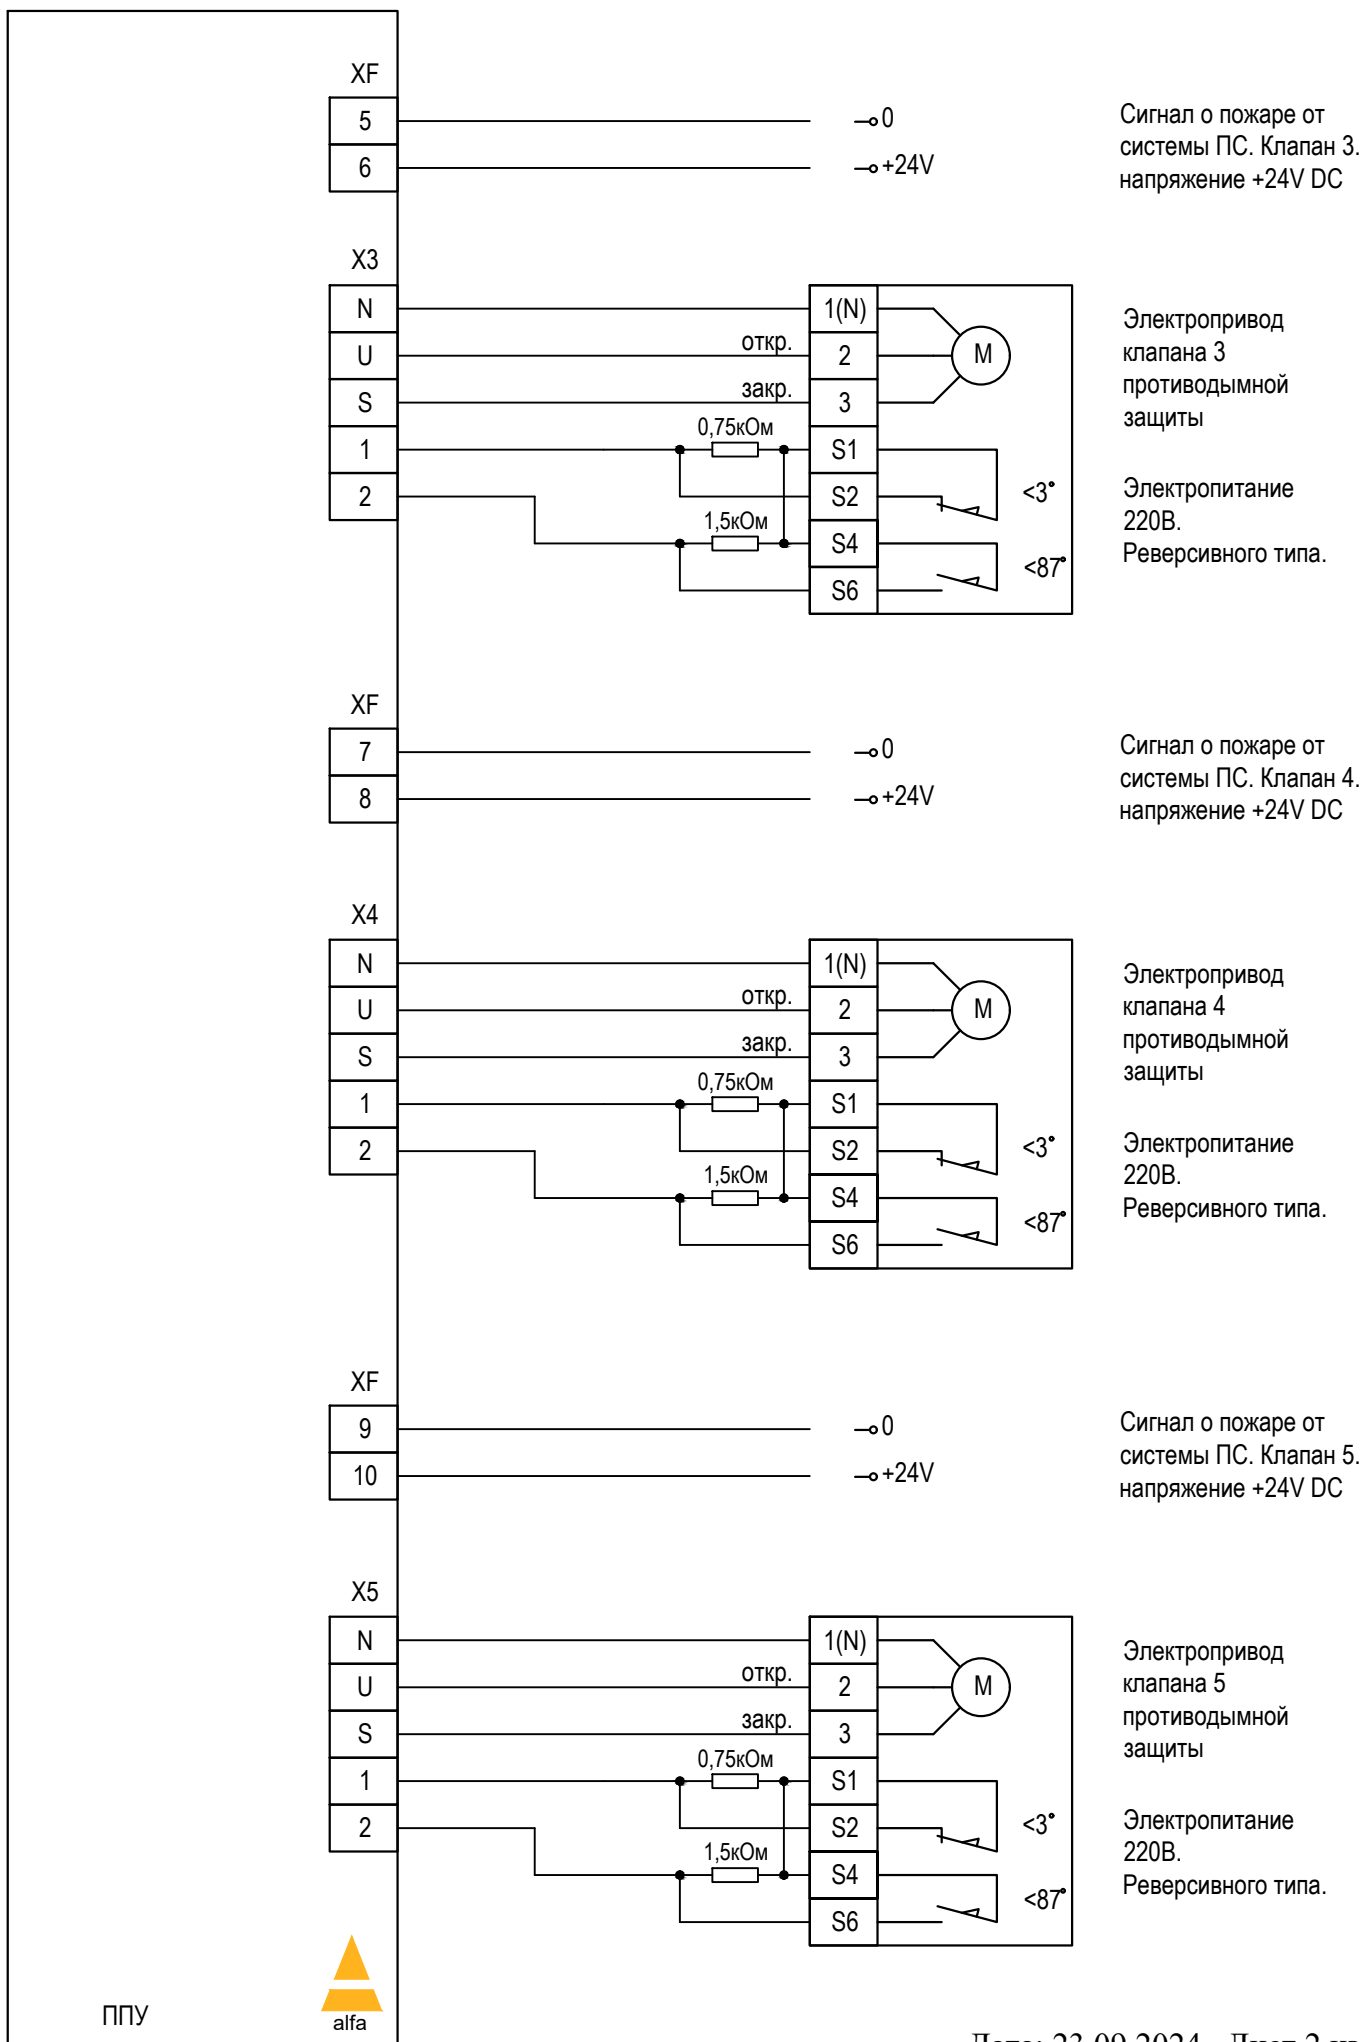 XF
5
0
6
+24V
Сигнал о пожаре от
системы ПС. Клапан 3.
напряжение +24V DC
X3
N
1(N)
U
откр.
2
M
S
закр.
3
0,75кОм
1
S1
2
S2
<3°
1,5кОм
S4
<87°
S6
Электропривод
клапана 3
противодымной
защиты
Электропитание
220В.
Реверсивного типа.
XF
7
0
8
+24V
Сигнал о пожаре от
системы ПС. Клапан 4.
напряжение +24V DC
X4
N
1(N)
U
откр.
2
M
S
закр.
3
0,75кОм
1
S1
2
S2
<3°
1,5кОм
S4
<87°
S6
Электропривод
клапана 4
противодымной
защиты
Электропитание
220В.
Реверсивного типа.
XF
9
0
10
+24V
Сигнал о пожаре от
системы ПС. Клапан 5.
напряжение +24V DC
X5
N
1(N)
U
откр.
2
M
S
закр.
3
0,75кОм
1
S1
2
S2
<3°
1,5кОм
S4
<87°
S6
Электропривод
клапана 5
противодымной
защиты
Электропитание
220В.
Реверсивного типа.
ППУ
alfa
Дата: 23.09.2024 Лист 2